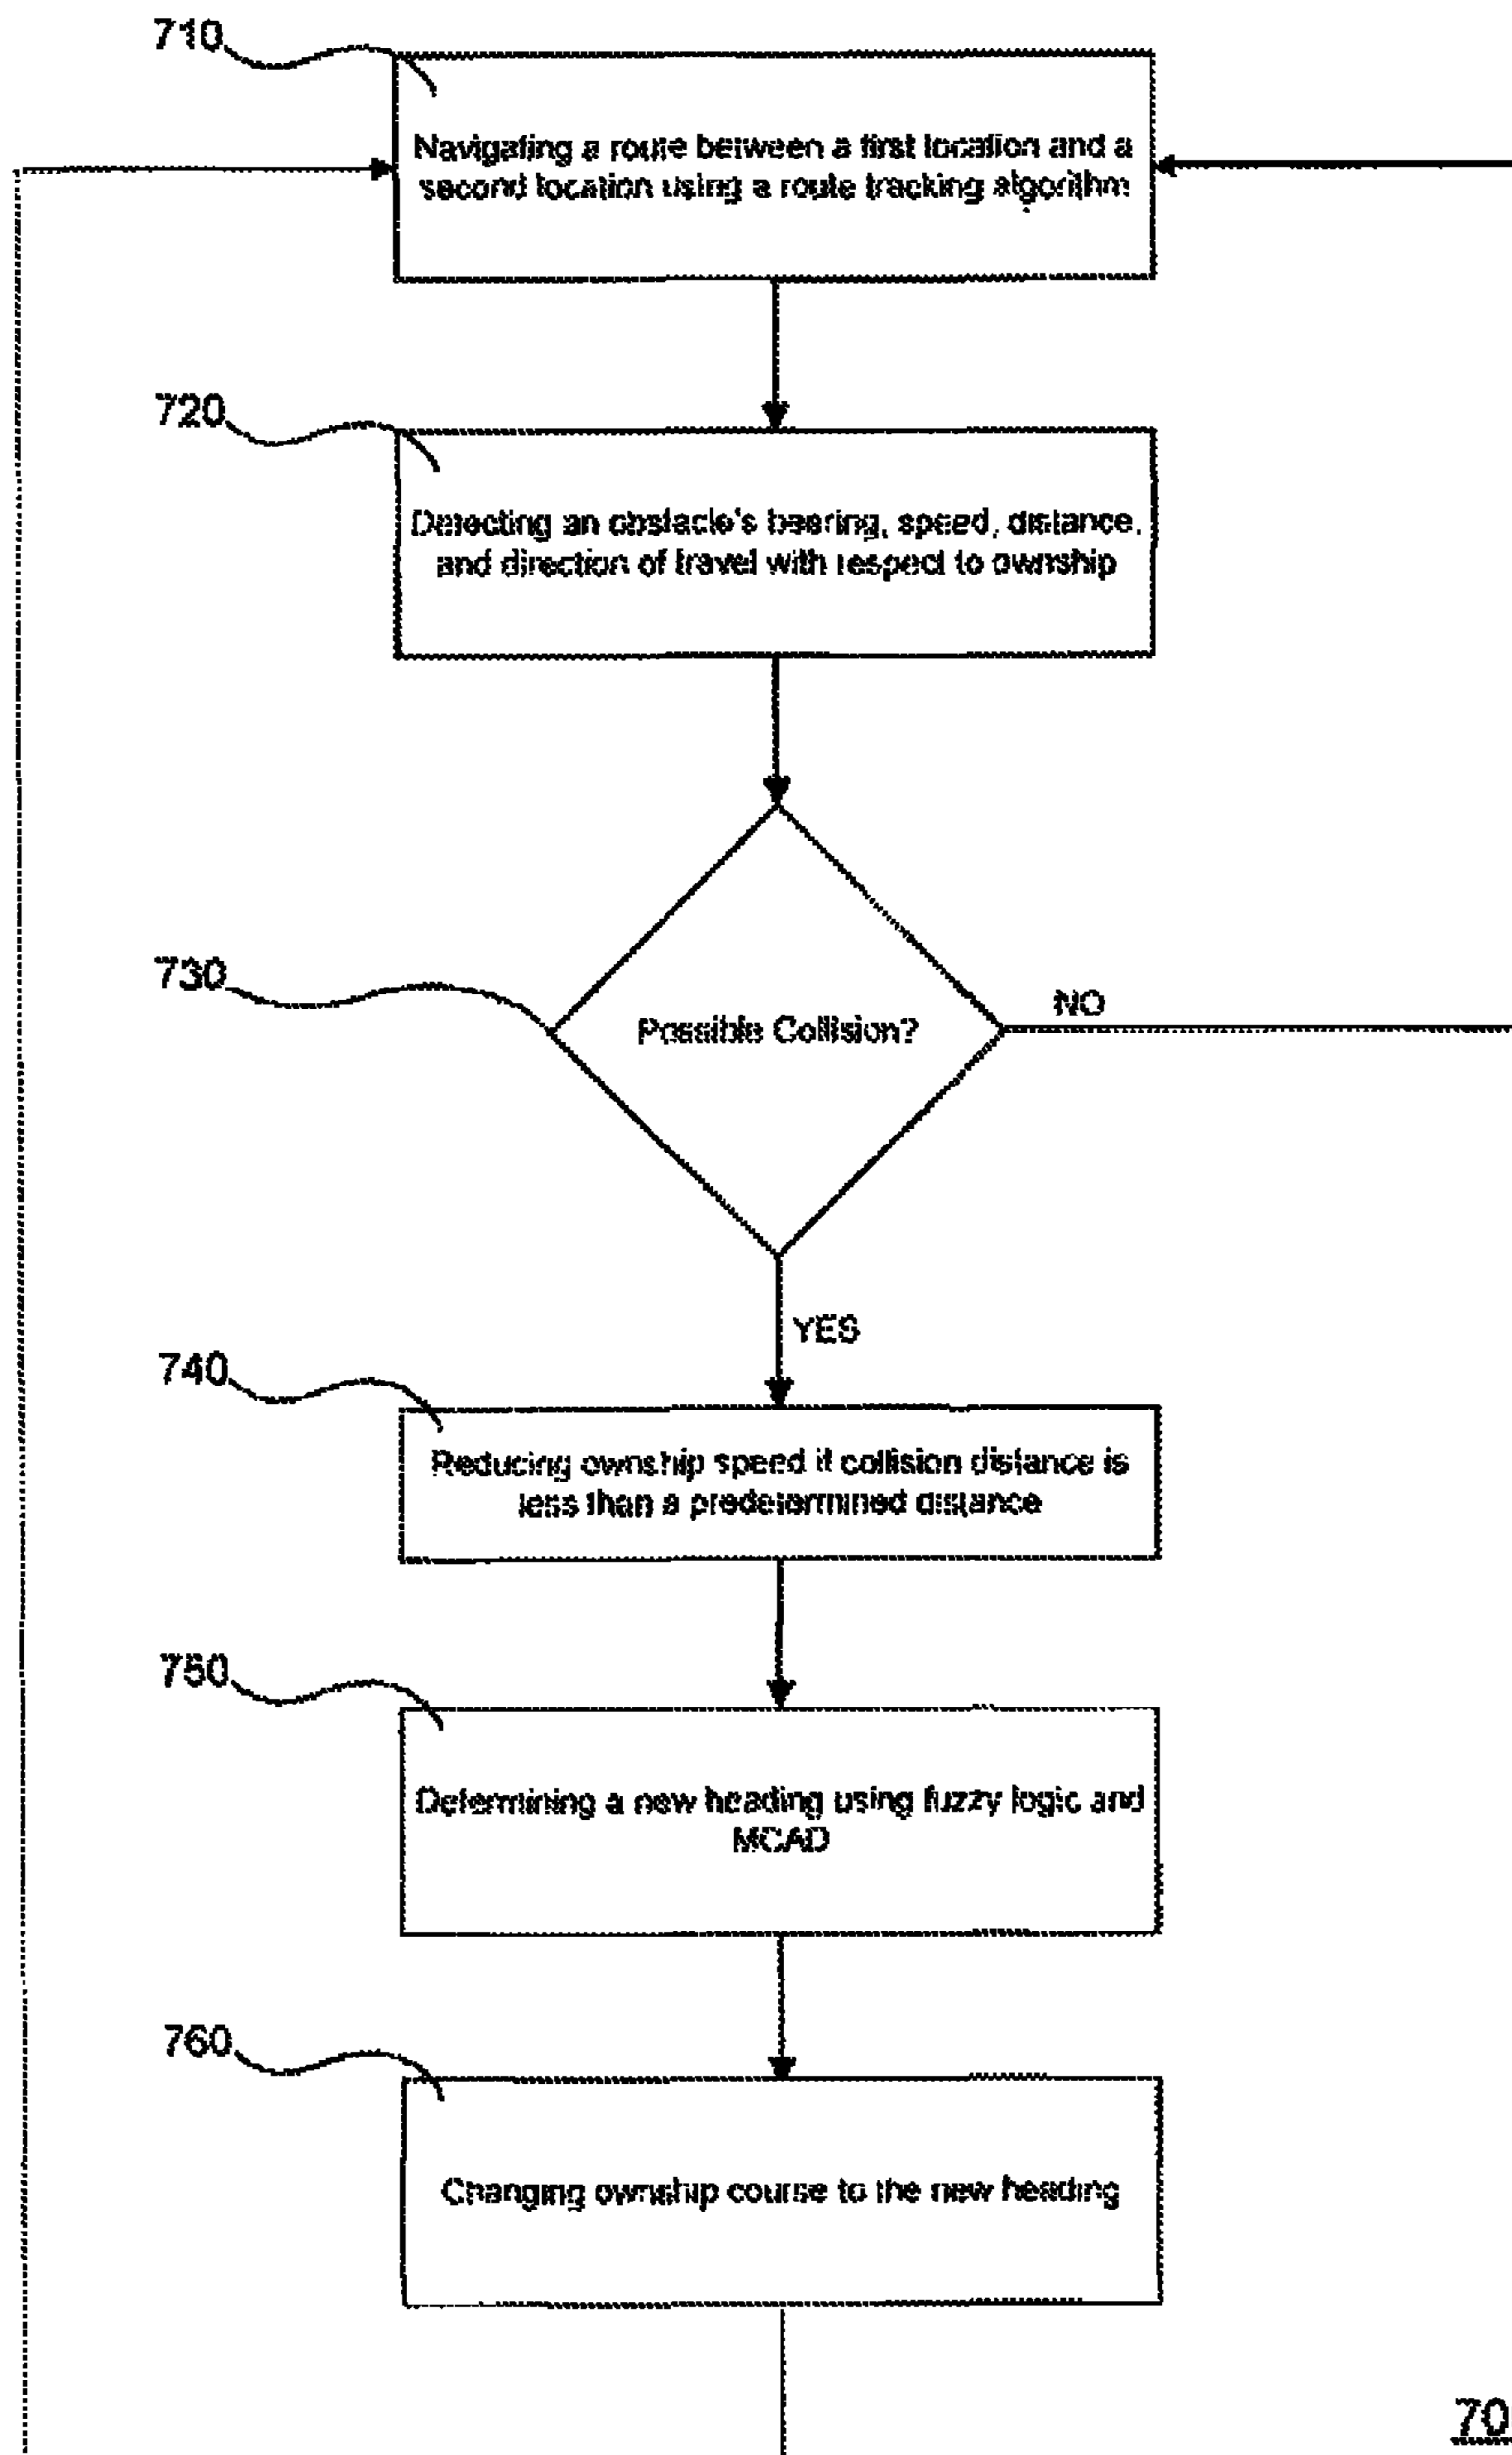 710
Navigating a route between a first location and a
second location using a route tracking algorithm
720
Detecting an obstacle's bearing, speed, distance,
and direction of travel with respect to ownship
730
Possible Collision?
NO
YES
740
Reducing ownship speed if collision distance is
less than a predetermined distance
750
Determining a new heading using fuzzy logic and
MCAD
760
Changing ownship course to the new heading
70